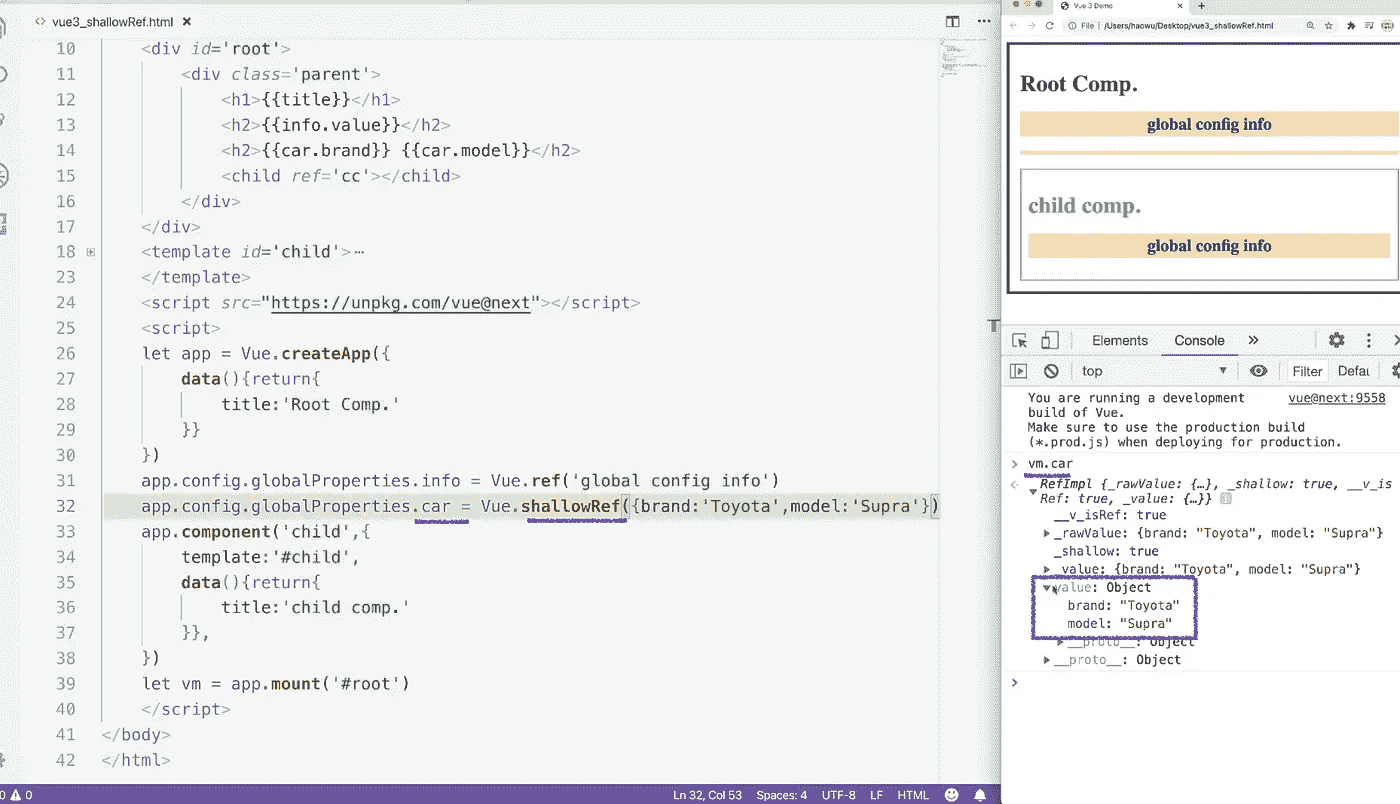 vue3_shallowRef.html
10 <div id='root'>
11 <div class='parent'>
12 <h1>{{title}}</h1>
13 <h2>{{info.value}}</h2>
14 <h2>{{car.brand}} {{car.model}}</h2>
15 <child ref='cc'></child>
16 </div>
17 </div>
18 <template id='child'>⋯
23 </template>
24 <script src="https://unpkg.com/vue@next"></script>
25 <script>
26 let app = Vue.createApp({
27 data(){return{
28 title:'Root Comp.'
29 }}
30 })
31 app.config.globalProperties.info = Vue.ref('global config info')
32 app.config.globalProperties.car = Vue.shallowRef({brand:'Toyota',model:'Supra'})
33 app.component('child',{
34 template:'#child',
35 data(){return{
36 title:'child comp.'
37 }},
38 })
39 let vm = app.mount('#root')
40 </script>
41 </body>
42 </html>
0 0 Ln 32, Col 53 Spaces: 4 UTF-8 LF HTML
Vue 3 Demo
File /Users/haowu/Desktop/vue3_shallowRef.html
Root Comp.
global config info
child comp.
global config info
Elements Console »
top Filter Defau
You are running a development vue@next:9558
build of Vue.
Make sure to use the production build
(*.prod.js) when deploying for production.
> vm.car
RefImpl {_rawValue: {…}, _shallow: true, __v_is
Ref: true, _value: {…}}
__v_isRef: true
_rawValue: {brand: "Toyota", model: "Supra"}
_shallow: true
_value: {brand: "Toyota", model: "Supra"}
value: Object
brand: "Toyota"
model: "Supra"
__proto__: Object
__proto__: Object
>